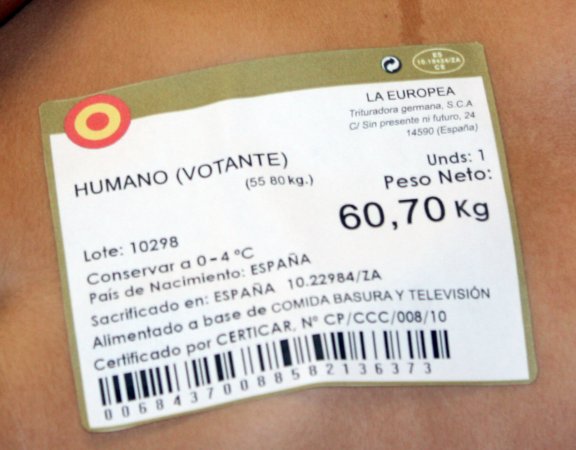 ES
10.18434/ZA
CE
LA EUROPEA
Trituradora germana, S.C.A.
C/ Sin presente ni futuro, 24
14590 (España)
HUMANO (VOTANTE)
(55 80 kg.)
Unds: 1
Peso Neto:
60,70 Kg
Lote: 10298
Conservar a 0-4 ºC
País de Nacimiento: ESPAÑA
Sacrificado en: ESPAÑA 10.22984/ZA
Alimentado a base de COMIDA BASURA Y TELEVISIÓN
Certificado por CERTICAR, Nº CP/CCC/008/10
00684370088582136373